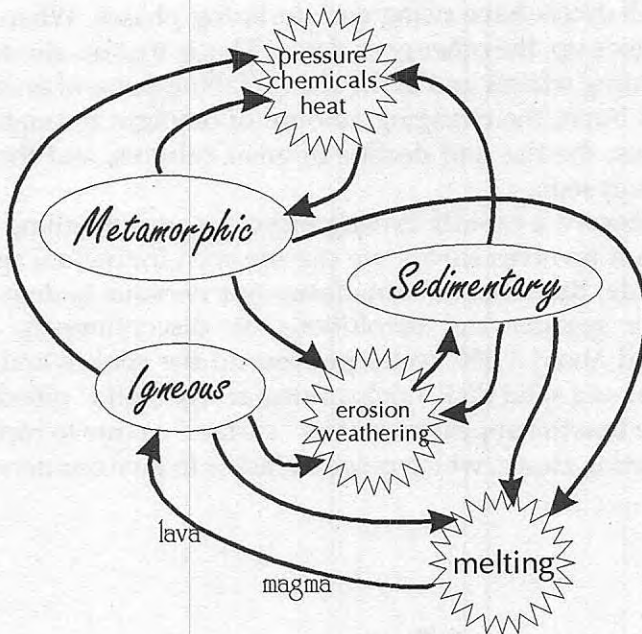 pressure
chemicals
heat
Metamorphic
Sedimentary
Igneous
erosion
weathering
lava
magma
melting